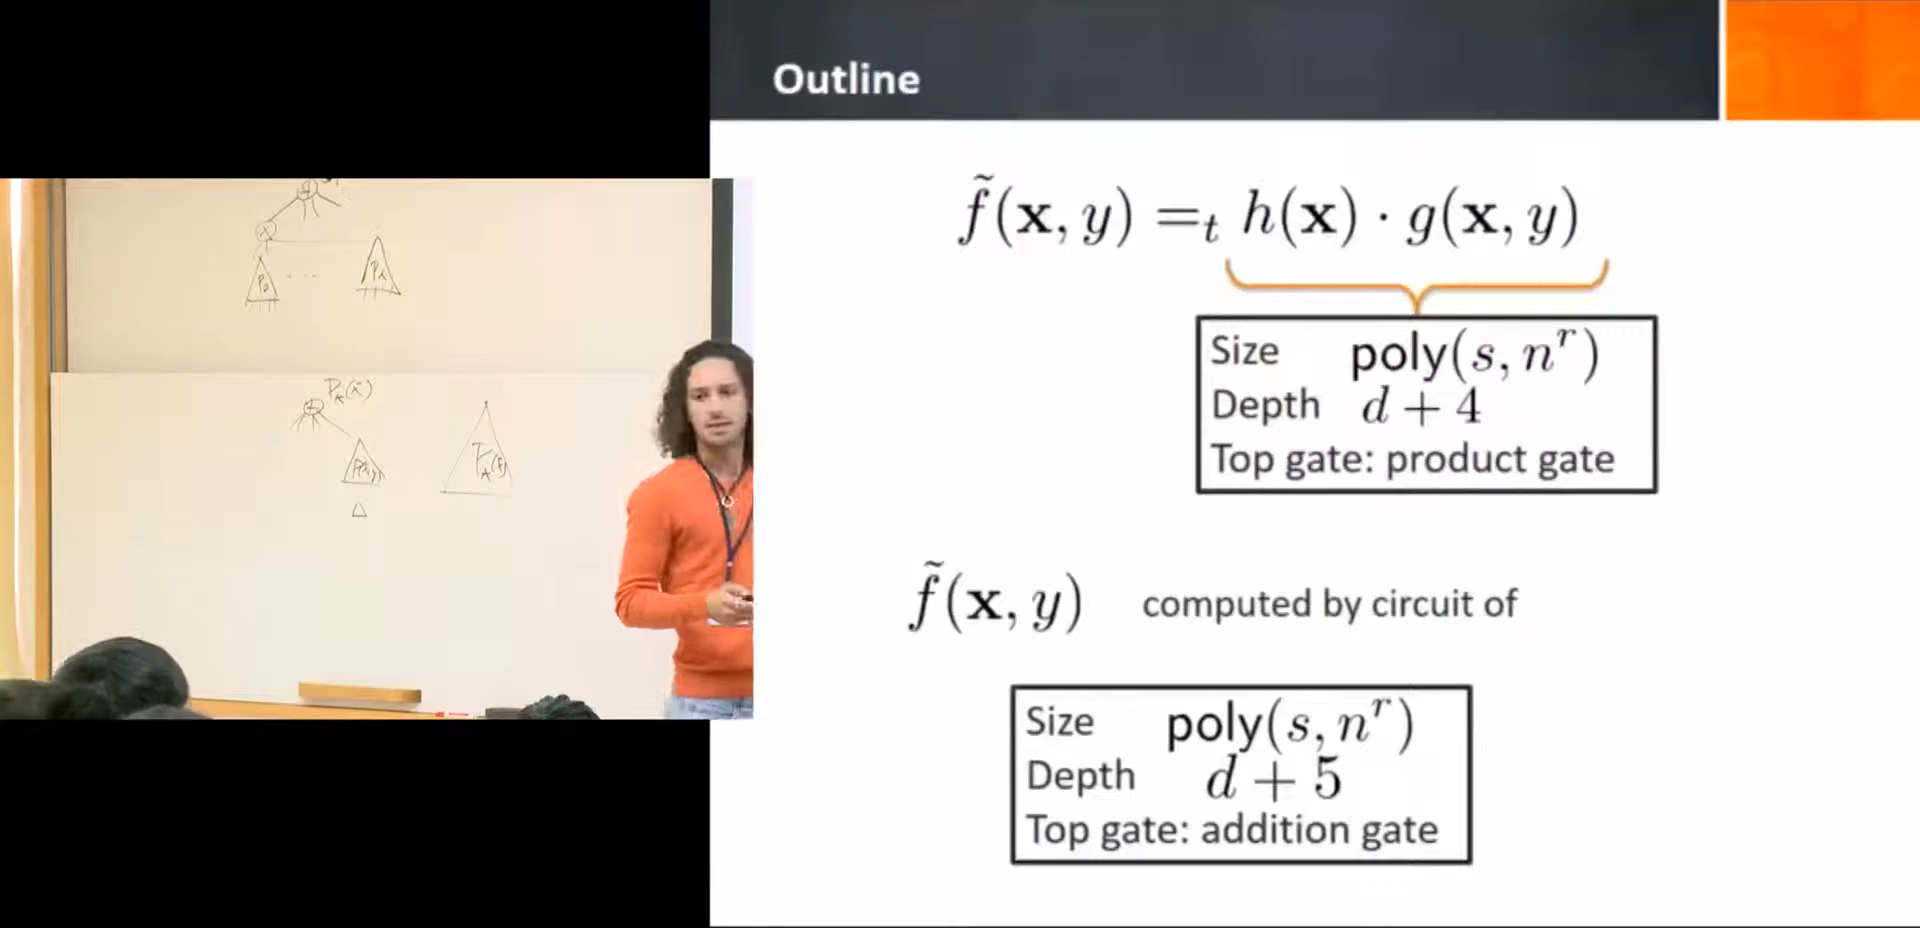 Outline
f̃(x, y) =ₜ h(x) · g(x, y)
Size poly(s, nʳ)
Depth d + 4
Top gate: product gate
f̃(x, y) computed by circuit of
Size poly(s, nʳ)
Depth d + 5
Top gate: addition gate